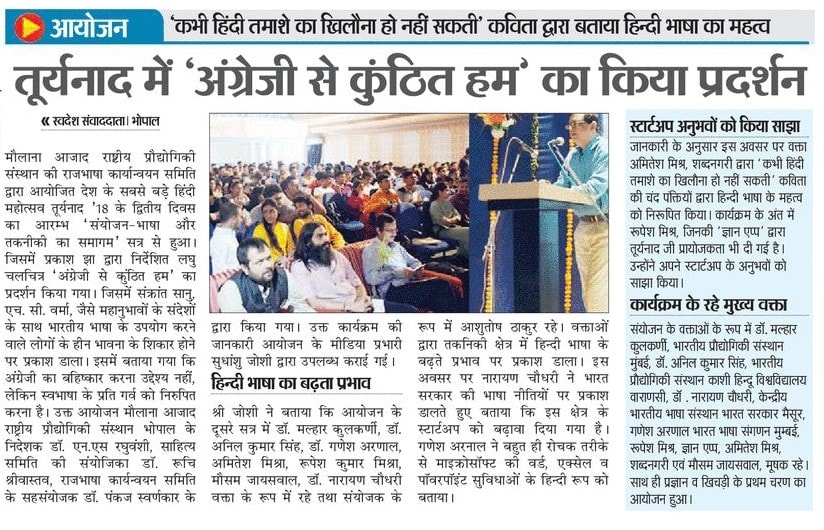 आयोजन
‘कभी हिंदी तमाशे का खिलौना हो नहीं सकती’ कविता द्वारा बताया हिन्दी भाषा का महत्व
तूर्यनाद में ‘अंग्रेजी से कुंठित हम’ का किया प्रदर्शन
« स्वदेश संवाददाता। भोपाल
मौलाना आजाद राष्ट्रीय प्रौद्योगिकी
संस्थान की राजभाषा कार्यन्वयन समिति
द्वारा आयोजित देश के सबसे बड़े हिंदी
महोत्सव तूर्यनाद '18 के द्वितीय दिवस
का आरम्भ ‘संयोजन-भाषा और
तकनीकी का समागम’ सत्र से हुआ।
जिसमें प्रकाश झा द्वारा निर्देशित लघु
चलचित्र ‘अंग्रेजी से कुंठित हम’ का
प्रदर्शन किया गया। जिसमें संक्रांत सानु,
एच. सी. वर्मा, जैसे महानुभावों के संदेशों
के साथ भारतीय भाषा के उपयोग करने
वाले लोगों के हीन भावना के शिकार होने
पर प्रकाश डाला। इसमें बताया गया कि
अंग्रेजी का बहिष्कार करना उद्देश्य नहीं,
लेकिन स्वभाषा के प्रति गर्व को निरुपित
करना है। उक्त आयोजन मौलाना आजाद
राष्ट्रीय प्रौद्योगिकी संस्थान भोपाल के
निदेशक डॉ. एन.एस रघुवंशी, साहित्य
समिति की संयोजिका डॉ. रूचि
श्रीवास्तव, राजभाषा कार्यन्वयन समिति
के सहसंयोजक डॉ. पंकज स्वर्णकार के
द्वारा किया गया। उक्त कार्यक्रम की
जानकारी आयोजन के मीडिया प्रभारी
सुधांशु जोशी द्वारा उपलब्ध कराई गई।
हिन्दी भाषा का बढ़ता प्रभाव
श्री जोशी ने बताया कि आयोजन के
दूसरे सत्र में डॉ. मल्हार कुलकर्णी, डॉ.
अनिल कुमार सिंह, डॉ. गणेश अरणाल,
अमितेश मिश्रा, रूपेश कुमार मिश्रा,
मौसम जायसवाल, डॉ. नारायण चौधरी
वक्ता के रूप में रहे तथा संयोजक के
रूप में आशुतोष ठाकुर रहे। वक्ताओं
द्वारा तकनिकी क्षेत्र में हिन्दी भाषा के
बढ़ते प्रभाव पर प्रकाश डाला। इस
अवसर पर नारायण चौधरी ने भारत
सरकार की भाषा नीतियों पर प्रकाश
डालते हुए बताया कि इस क्षेत्र के
स्टार्टअप को बढ़ावा दिया गया है।
गणेश अरनाल ने बहुत ही रोचक तरीके
से माइक्रोसॉफ्ट की वर्ड, एक्सेल व
पॉवरपॉइंट सुविधाओं के हिन्दी रूप को
बताया।
स्टार्टअप अनुभवों को किया साझा
जानकारी के अनुसार इस अवसर पर वक्ता
अमितेश मिश्र, शब्दनगरी द्वारा ‘कभी हिंदी
तमाशे का खिलौना हो नहीं सकती’ कविता
की चंद पक्तियों द्वारा हिन्दी भाषा के महत्व
को निरूपित किया। कार्यक्रम के अंत में
रूपेश मिश्र, जिनकी ‘ज्ञान एप्प’ द्वारा
तूर्यनाद जी प्रायोजकता भी दी गई है।
उन्होंने अपने स्टार्टअप के अनुभवों को
साझा किया।
कार्यक्रम के रहे मुख्य वक्ता
संयोजन के वक्ताओं के रूप में डॉ. मल्हार
कुलकर्णी, भारतीय प्रौद्योगिकी संस्थान
मुंबई, डॉ. अनिल कुमार सिंह, भारतीय
प्रौद्योगिकी संस्थान काशी हिन्दू विश्वविद्यालय
वाराणसी, डॉ . नारायण चौधरी, केन्द्रीय
भारतीय भाषा संस्थान भारत सरकार मैसूर,
गणेश अरणाल भारत भाषा संगणन मुम्बई,
रूपेश मिश्र, ज्ञान एप्प, अमितेश मिश्र,
शब्दनगरी एवं मौसम जायसवाल, मूषक रहे।
साथ ही प्रज्ञान व खिचड़ी के प्रथम चरण का
आयोजन हुआ।